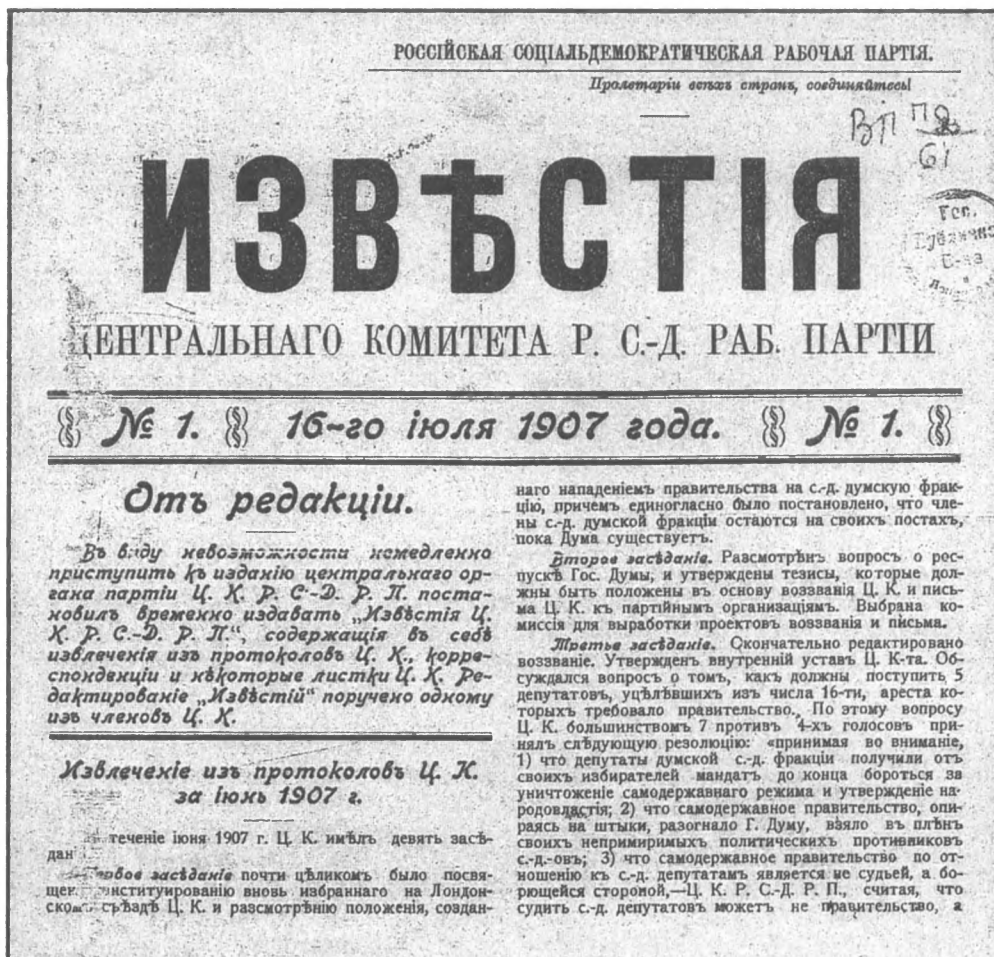 РОССІЙСКАЯ СОЦІАЛЬДЕМОКРАТИЧЕСКАЯ РАБОЧАЯ ПАРТІЯ.
Пролетаріи всѣхъ странъ, соединяйтесь!
ВП
61
ИЗВѢСТІЯ
Гос.
ЦЕНТРАЛЬНАГО КОМИТЕТА Р. С.-Д. РАБ. ПАРТІИ
№ 1. 16-го іюля 1907 года. № 1.
Отъ редакціи.
Въ виду невозможности немедленно
приступить къ изданію центральнаго ор-
гана партіи Ц. К. Р. С-Д. Р. П. поста-
новилъ временно издавать „Извѣстія Ц.
К. Р. С.-Д. Р. П.“, содержащія въ себѣ
извлеченія изъ протоколовъ Ц. К., корре-
спонденціи и нѣкоторые листки Ц. К. Ре-
дактированіе „Извѣстій“ поручено одному
изъ членовъ Ц. К.
Извлеченіе изъ протоколовъ Ц. К.
за іюнь 1907 г.
теченіе іюня 1907 г. Ц. К. имѣлъ девять засѣ-
дан
засѣданіе почти цѣликомъ было посвя-
щен конституированію вновь избраннаго на Лондон-
скомъ съѣздѣ Ц. К. и разсмотрѣнію положенія, создан-
наго нападеніемъ правительства на с.-д. думскую фрак-
цію, причемъ единогласно было постановлено, что чле-
ны с.-д. думской фракціи остаются на своихъ постахъ,
пока Дума существуетъ.
Второе засѣданіе. Разсмотрѣнъ вопросъ о рос-
пускѣ Гос. Думы, и утверждены тезисы, которые дол-
жны быть положены въ основу воззванія Ц. К. и пись-
ма Ц. К. къ партійнымъ организаціямъ. Выбрана ко-
миссія для выработки проектовъ воззванія и письма.
Третье засѣданіе. Окончательно редактировано
воззваніе. Утвержденъ внутренній уставъ Ц. К-та. Об-
суждался вопросъ о томъ, какъ должны поступить 5
депутатовъ, уцѣлѣвшихъ изъ числа 16-ти, ареста ко-
торыхъ требовало правительство. По этому вопросу
Ц. К. большинствомъ 7 противъ 4-хъ голосовъ при-
нялъ слѣдующую резолюцію: «принимая во вниманіе,
1) что депутаты думской с.-д. фракціи получили отъ
своихъ избирателей мандатъ до конца бороться за
уничтоженіе самодержавнаго режима и утвержденіе на-
родовластія; 2) что самодержавное правительство, опи-
раясь на штыки, разогнало Г. Думу, взяло въ плѣнъ
своихъ непримиримыхъ политическихъ противниковъ
с.-д.-овъ; 3) что самодержавное правительство по от-
ношенію къ с.-д. депутатамъ является не судьей, а бо-
рющейся стороной,—Ц. К. Р. С.-Д. Р. П., считая, что
судить с.-д. депутатовъ можетъ не правительство, а